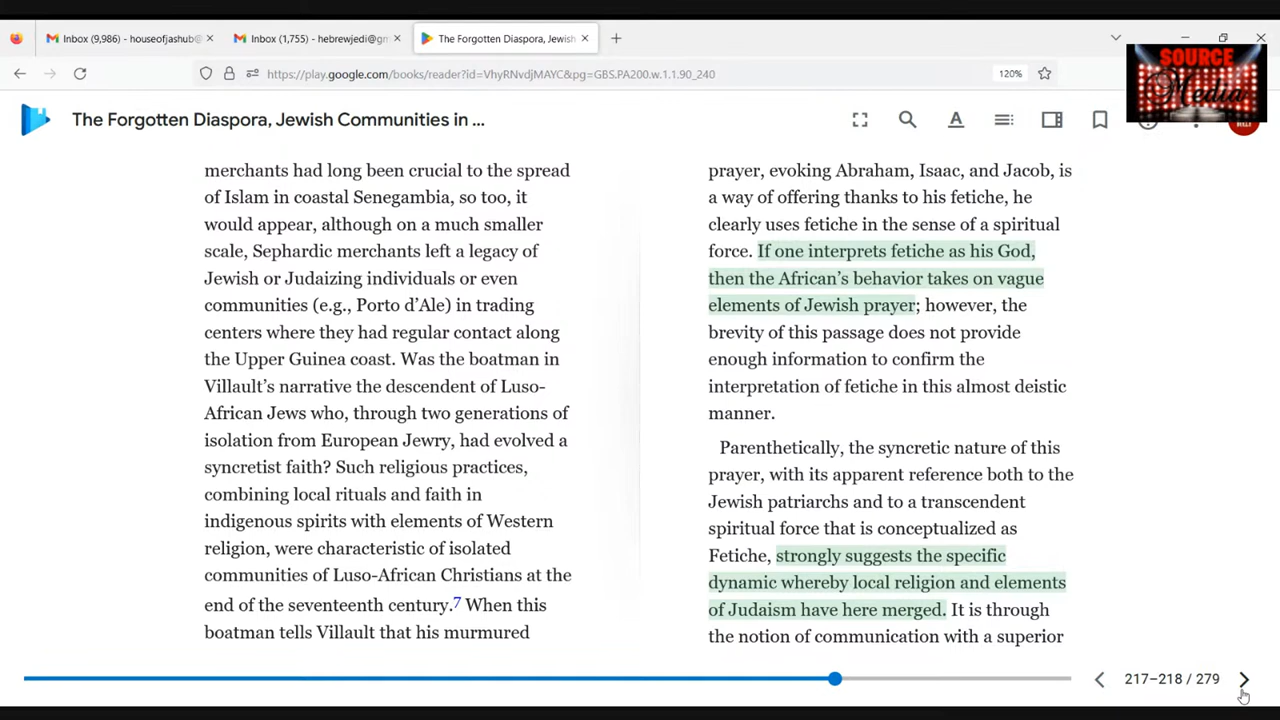 Inbox (9,986) - houseofjashub@
Inbox (1,755) - hebrewjedi@gm
The Forgotten Diaspora, Jewish
https://play.google.com/books/reader?id=VhyRNvdjMAYC&pg=GBS.PA200.w.1.1.90_240
120%
SOURCE
Media
The Forgotten Diaspora, Jewish Communities in ...
merchants had long been crucial to the spread
of Islam in coastal Senegambia, so too, it
would appear, although on a much smaller
scale, Sephardic merchants left a legacy of
Jewish or Judaizing individuals or even
communities (e.g., Porto d'Ale) in trading
centers where they had regular contact along
the Upper Guinea coast. Was the boatman in
Villault's narrative the descendent of Luso-
African Jews who, through two generations of
isolation from European Jewry, had evolved a
syncretist faith? Such religious practices,
combining local rituals and faith in
indigenous spirits with elements of Western
religion, were characteristic of isolated
communities of Luso-African Christians at the
end of the seventeenth century.7 When this
boatman tells Villault that his murmured
prayer, evoking Abraham, Isaac, and Jacob, is
a way of offering thanks to his fetiche, he
clearly uses fetiche in the sense of a spiritual
force. If one interprets fetiche as his God,
then the African's behavior takes on vague
elements of Jewish prayer; however, the
brevity of this passage does not provide
enough information to confirm the
interpretation of fetiche in this almost deistic
manner.
Parenthetically, the syncretic nature of this
prayer, with its apparent reference both to the
Jewish patriarchs and to a transcendent
spiritual force that is conceptualized as
Fetiche, strongly suggests the specific
dynamic whereby local religion and elements
of Judaism have here merged. It is through
the notion of communication with a superior
217–218 / 279